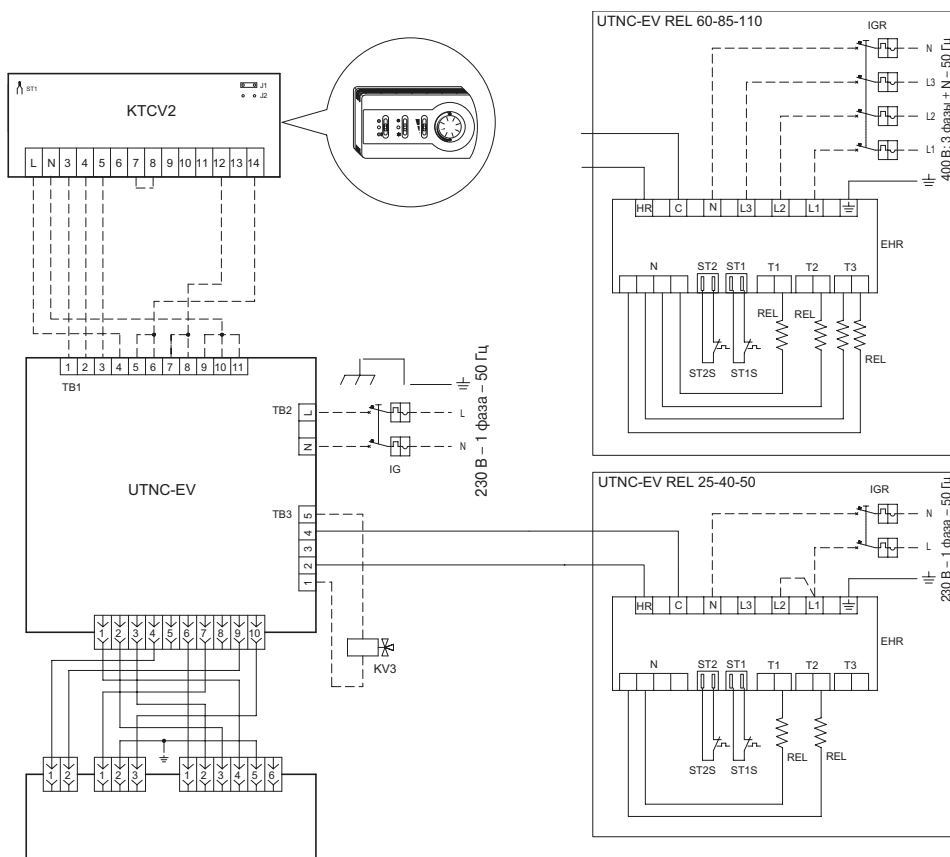 UTNC-EV REL 60-85-110
IGR
N
L3
L2
L1
400 В: 3 фазы + N – 50 Гц
ST1
J1
J2
KTCV2
L N 3 4 5 6 7 8 9 10 11 12 13 14
HR C N L3 L2 L1
EHR
N ST2 ST1 T1 T2 T3
REL REL
REL
ST2S ST1S
1 2 3 4 5 6 7 8 9 10 11
TB1
TB2
L
N
L
N
IG
230 В – 1 фаза – 50 Гц
UTNC-EV
TB3
5
4
3
2
1
KV3
1 2 3 4 5 6 7 8 9 10
1 2 1 2 3 1 2 3 4 5 6
UTNC-EV REL 25-40-50
IGR
N
L
230 В – 1 фаза – 50 Гц
HR C N L3 L2 L1
EHR
N ST2 ST1 T1 T2 T3
REL REL
ST2S ST1S